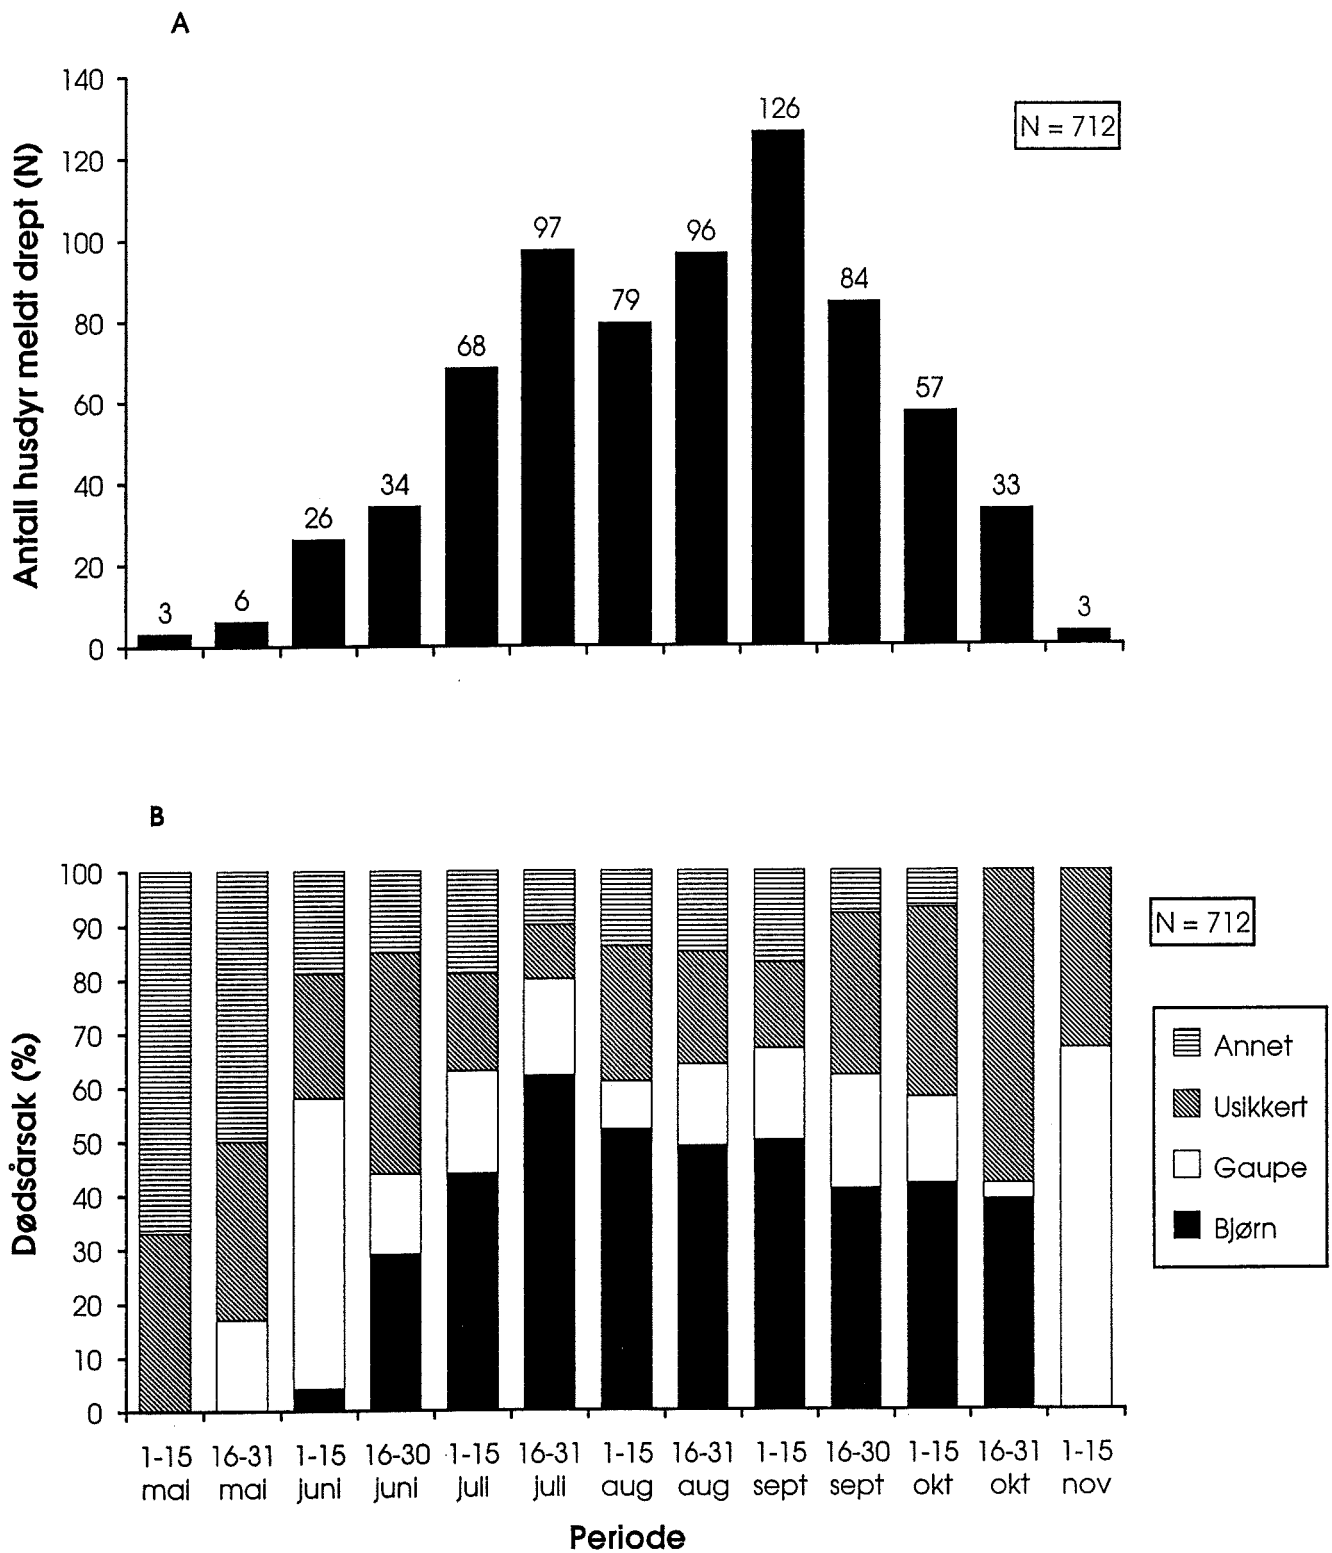 A
Antall husdyr meldt drept (N)
140
120
100
80
60
40
20
0
3
6
26
34
68
97
79
96
126
84
57
33
3
N = 712
B
Dødsårsak (%)
100
90
80
70
60
50
40
30
20
10
0
N = 712
Annet
Usikkert
Gaupe
Bjørn
1-15 16-31 1-15 16-30 1-15 16-31 1-15 16-31 1-15 16-30 1-15 16-31 1-15
mai mai juni juni juli juli aug aug sept sept okt okt nov
Periode